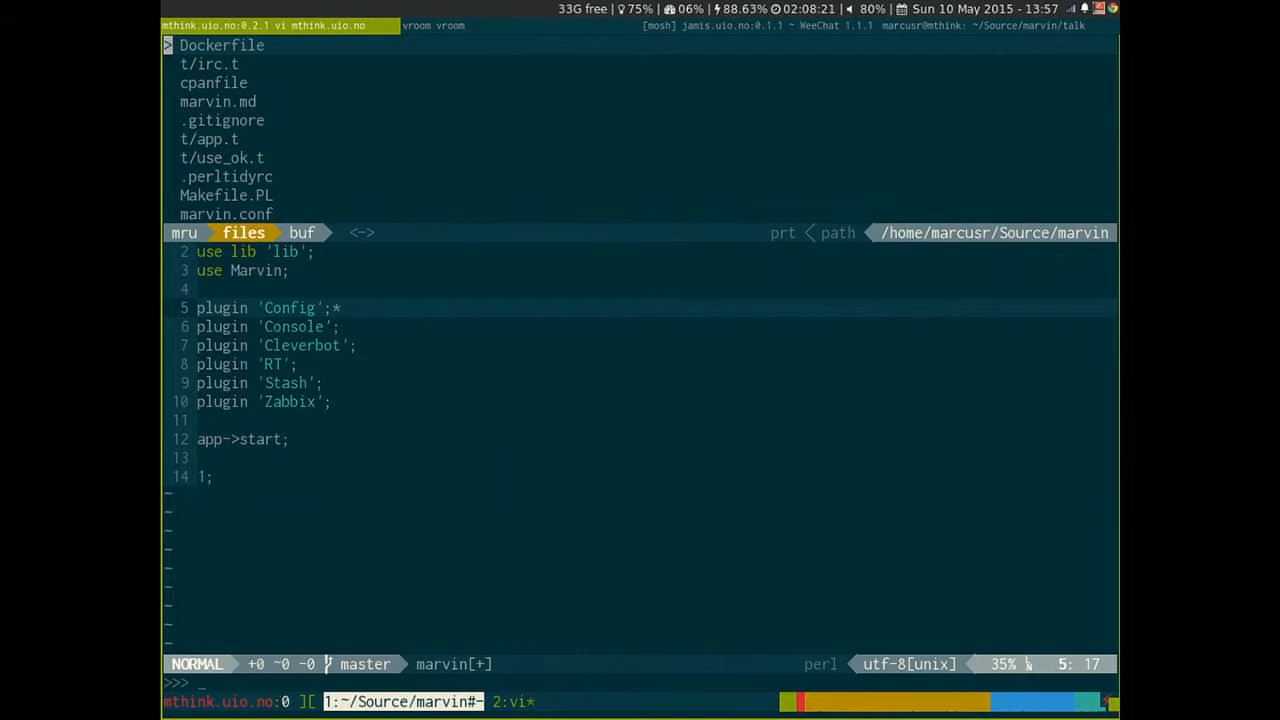 33G free | 75% | 06% | 88.63% 02:08:21 | 80% | Sun 10 May 2015 - 13:57
mthink.uio.no:0.2.1 vi mthink.uio.no vroom vroom [mosh] jamis.uio.no:0.1.1 ~ WeeChat 1.1.1 marcusr@mthink: ~/Source/marvin/talk
> Dockerfile
t/irc.t
cpanfile
marvin.md
.gitignore
t/app.t
t/use_ok.t
.perltidyrc
Makefile.PL
marvin.conf
mru files buf <-> prt < path /home/marcusr/Source/marvin
2 use lib 'lib';
3 use Marvin;
4
5 plugin 'Config';*
6 plugin 'Console';
7 plugin 'Cleverbot';
8 plugin 'RT';
9 plugin 'Stash';
10 plugin 'Zabbix';
11
12 app->start;
13
14 1;
~
~
~
~
~
~
~
~
~
NORMAL +0 ~0 -0 master marvin[+] perl utf-8[unix] 35% 5: 17
>>> _
mthink.uio.no:0 ][ 1:~/Source/marvin#- 2:vi*